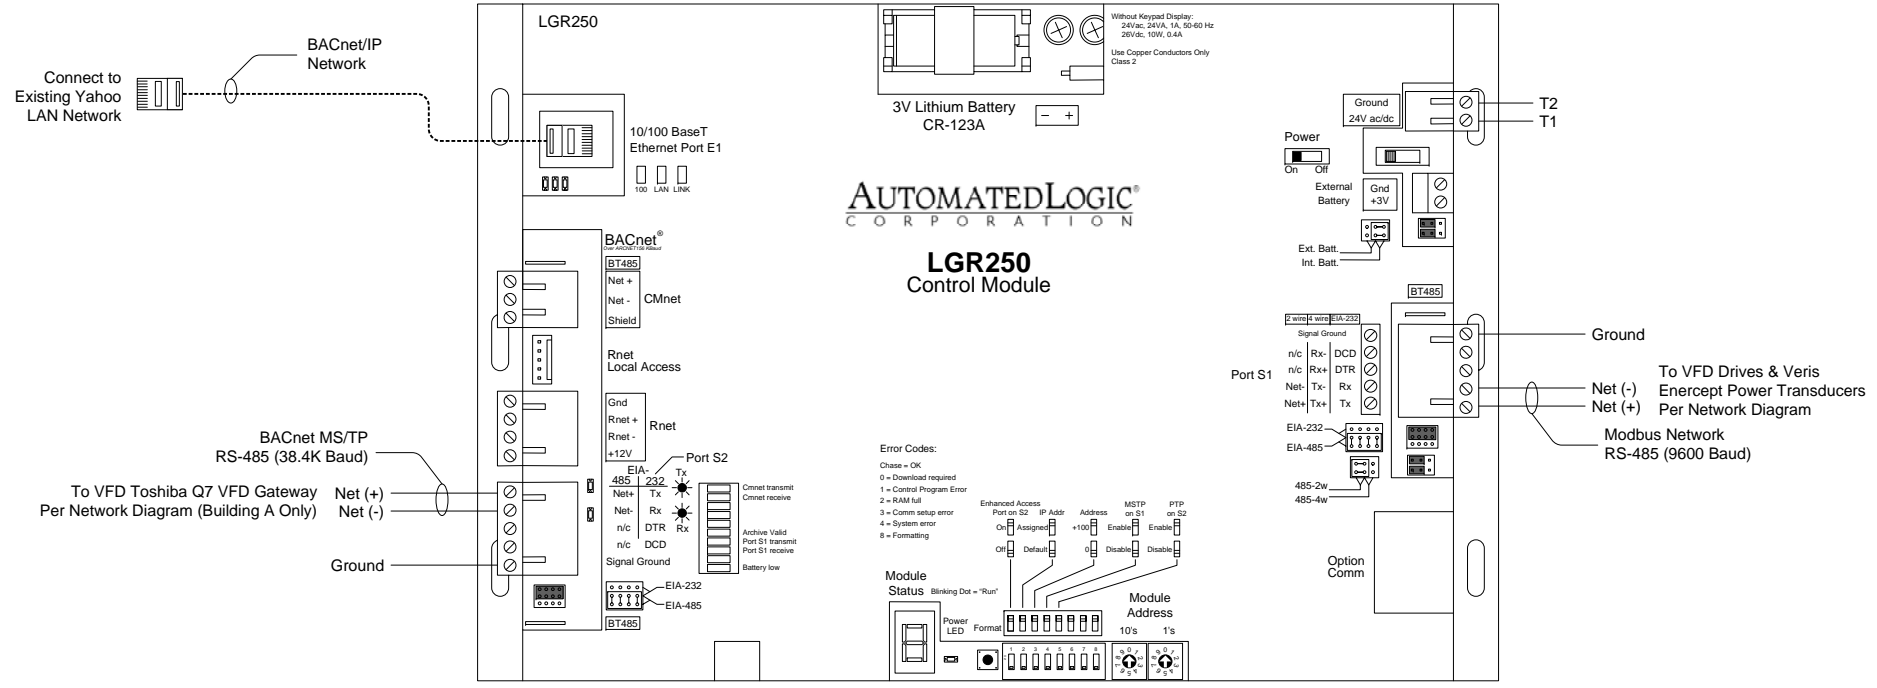 LGR250
Without Keypad Display:
24Vac, 24VA, 1A, 50-60 Hz
26Vdc, 10W, 0.4A
Use Copper Conductors Only
Class 2
BACnet/IP
Network
Connect to
Existing Yahoo
LAN Network
3V Lithium Battery
CR-123A
- +
10/100 BaseT
Ethernet Port E1
100 LAN LINK
Ground
24V ac/dc
T2
T1
Power
On Off
External
Battery
Gnd
+3V
Ext. Batt.
Int. Batt.
AUTOMATEDLOGIC®
CORPORATION
LGR250
Control Module
BACnet®
Over ARCNET156 KBaud
BT485
Net +
Net -
Shield
CMnet
Rnet
Local Access
Gnd
Rnet +
Rnet -
+12V
Rnet
BACnet MS/TP
RS-485 (38.4K Baud)
To VFD Toshiba Q7 VFD Gateway
Per Network Diagram (Building A Only)
Net (+)
Net (-)
Ground
Port S2
EIA-
485 232
Net+ Tx
Net- Rx
n/c DTR
n/c DCD
Signal Ground
Tx
Rx
EIA-232
EIA-485
BT485
Cmnet transmit
Cmnet receive
Archive Valid
Port S1 transmit
Port S1 receive
Battery low
Error Codes:
Chase = OK
0 = Download required
1 = Control Program Error
2 = RAM full
3 = Comm setup error
4 = System error
8 = Formatting
Enhanced Access
Port on S2
IP Addr
Address
MSTP
on S1
PTP
on S2
On Assigned +100 Enable Enable
Off Default 0 Disable Disable
Module
Status
Blinking Dot = "Run"
Power
LED
Format
1 2 3 4 5 6 7 8
Module
Address
10's 1's
BT485
2 wire 4 wire EIA-232
Signal Ground
n/c Rx- DCD
n/c Rx+ DTR
Net- Tx- Rx
Net+ Tx+ Tx
Port S1
EIA-232
EIA-485
485-2w
485-4w
Ground
Net (-)
Net (+)
To VFD Drives & Veris
Enercept Power Transducers
Per Network Diagram
Modbus Network
RS-485 (9600 Baud)
Option
Comm